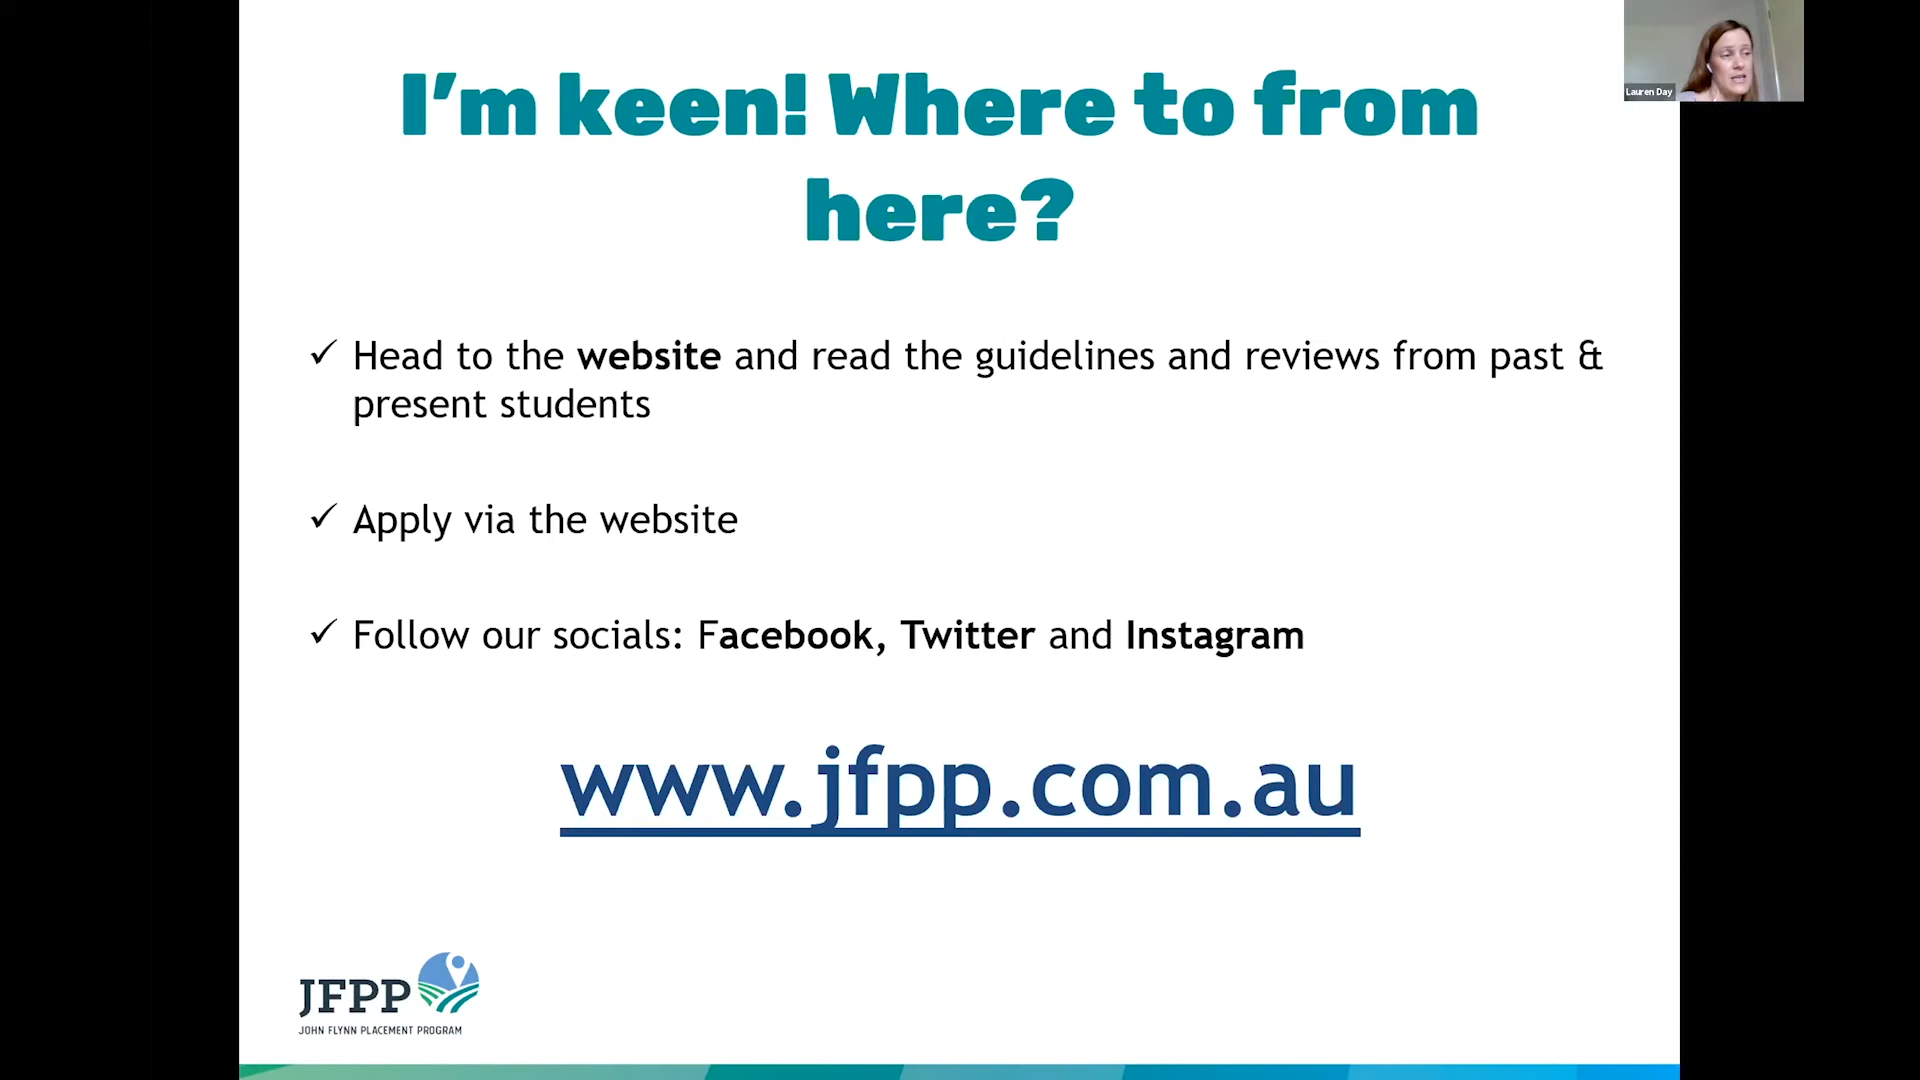 I'm keen! Where to from
here?
Lauren Day
✓ Head to the website and read the guidelines and reviews from past &
present students
✓ Apply via the website
✓ Follow our socials: Facebook, Twitter and Instagram
www.jfpp.com.au
JFPP
JOHN FLYNN PLACEMENT PROGRAM